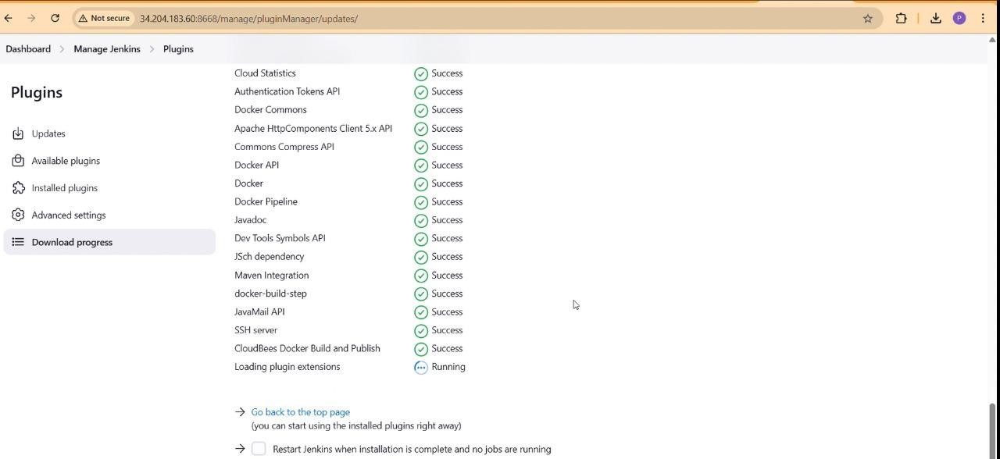 Not secure 34.204.183.60:8668/manage/pluginManager/updates/
P
Dashboard > Manage Jenkins > Plugins
Plugins
Updates
Available plugins
Installed plugins
Advanced settings
Download progress
Cloud Statistics Success
Authentication Tokens API Success
Docker Commons Success
Apache HttpComponents Client 5.x API Success
Commons Compress API Success
Docker API Success
Docker Success
Docker Pipeline Success
Javadoc Success
Dev Tools Symbols API Success
JSch dependency Success
Maven Integration Success
docker-build-step Success
JavaMail API Success
SSH server Success
CloudBees Docker Build and Publish Success
Loading plugin extensions Running
Go back to the top page
(you can start using the installed plugins right away)
Restart Jenkins when installation is complete and no jobs are running